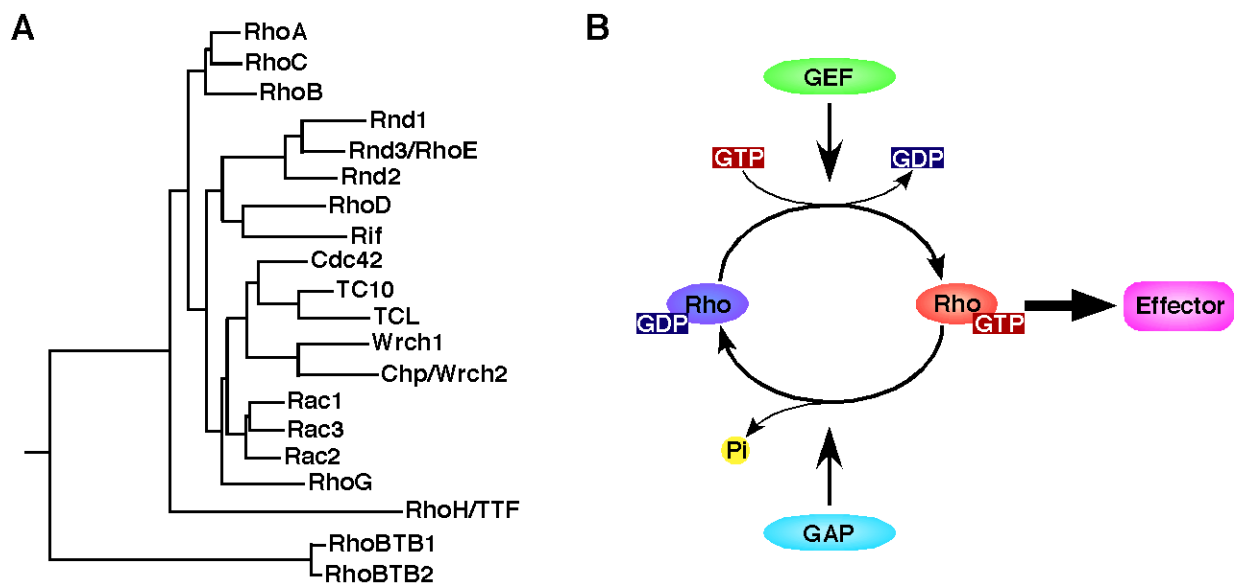 A
RhoA
RhoC
RhoB
Rnd1
Rnd3/RhoE
Rnd2
RhoD
Rif
Cdc42
TC10
TCL
Wrch1
Chp/Wrch2
Rac1
Rac3
Rac2
RhoG
RhoH/TTF
RhoBTB1
RhoBTB2
B
GEF
GTP
GDP
Rho
GDP
Rho
GTP
Effector
Pi
GAP